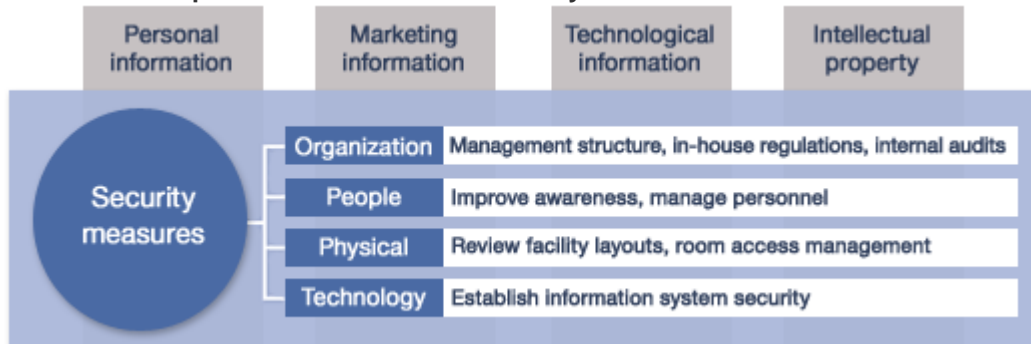 Personal
information
Marketing
information
Technological
information
Intellectual
property
Security
measures
Organization Management structure, in-house regulations, internal audits
People Improve awareness, manage personnel
Physical Review facility layouts, room access management
Technology Establish information system security